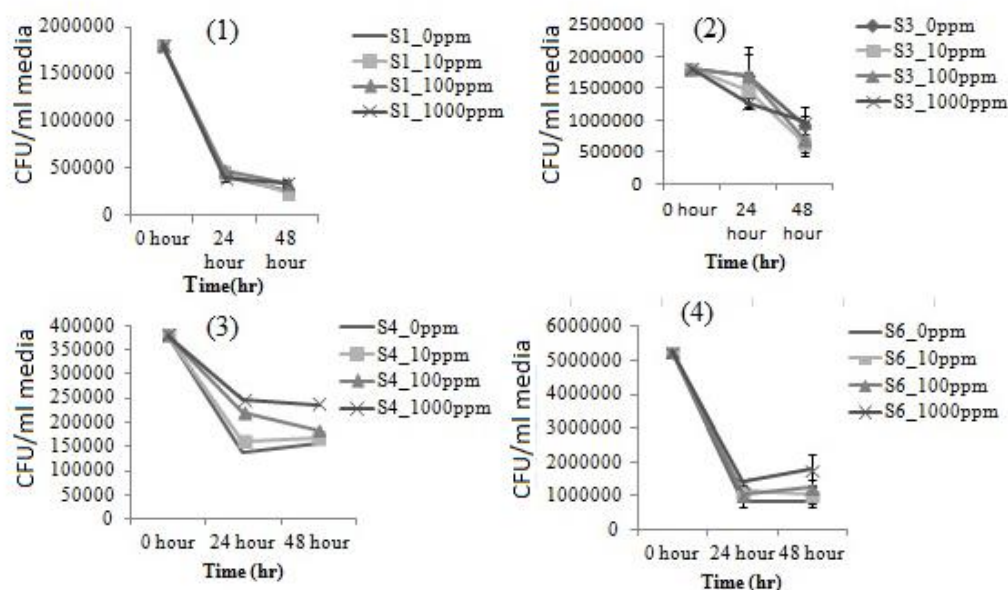 (1)
CFU/ml media
2000000
1500000
1000000
500000
0
0 hour
24
hour
48
hour
Time(hr)
S1_0ppm
S1_10ppm
S1_100ppm
S1_1000ppm
(2)
CFU/ml media
2500000
2000000
1500000
1000000
500000
0
0 hour
24
hour
48
hour
Time (hr)
S3_0ppm
S3_10ppm
S3_100ppm
S3_1000ppm
(3)
CFU/ml media
400000
350000
300000
250000
200000
150000
100000
50000
0
0 hour
24 hour
48 hour
Time (hr)
S4_0ppm
S4_10ppm
S4_100ppm
S4_1000ppm
(4)
CFU/ml media
6000000
5000000
4000000
3000000
2000000
1000000
0
0 hour
24 hour
48 hour
Time (hr)
S6_0ppm
S6_10ppm
S6_100ppm
S6_1000ppm